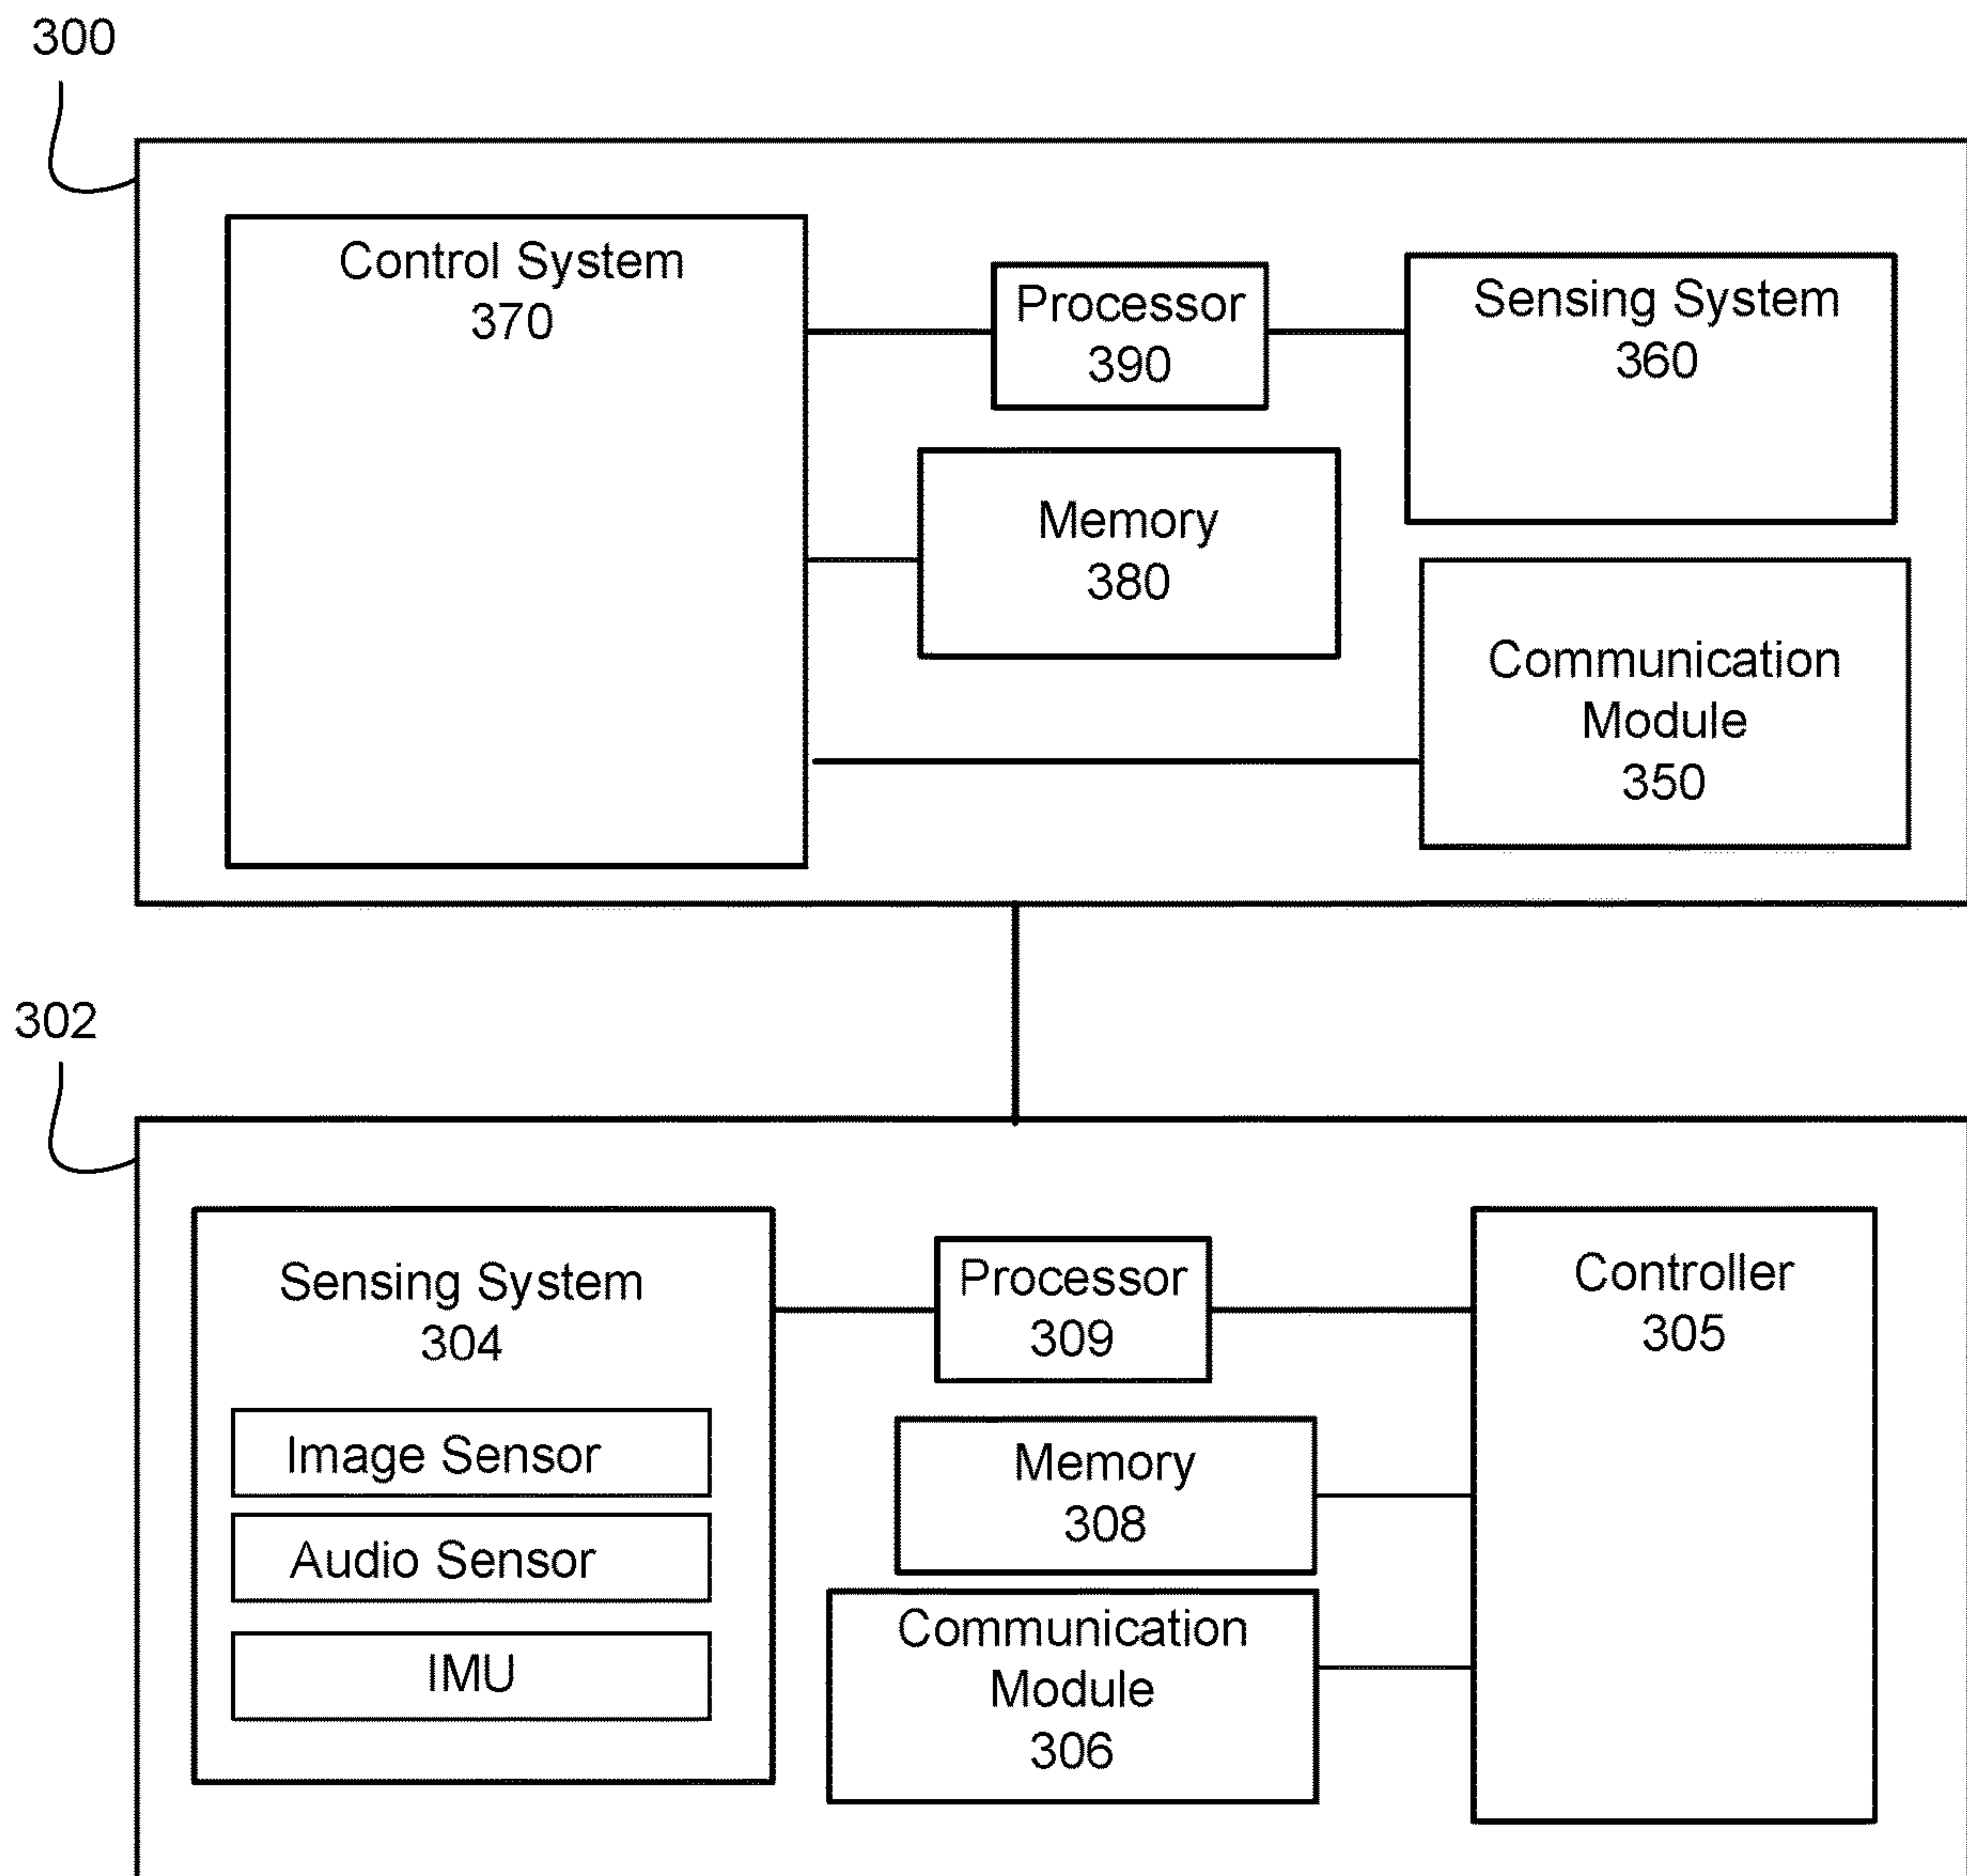 300
Control System
370
Processor
390
Sensing System
360
Memory
380
Communication
Module
350
302
Sensing System
304
Image Sensor
Audio Sensor
IMU
Processor
309
Memory
308
Communication
Module
306
Controller
305